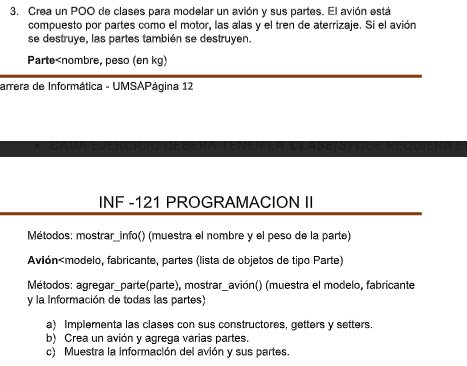 3. Crea un POO de clases para modelar un avión y sus partes. El avión está
compuesto por partes como el motor, las alas y el tren de aterrizaje. Si el avión
se destruye, las partes también se destruyen.
Parte<nombre, peso (en kg)
arrera de Informática - UMSAPágina 12
• CADA EJERCICIO DEBERA TENER LA CLASE(S) QUE REQUIERA E
INF -121 PROGRAMACION II
Métodos: mostrar_info() (muestra el nombre y el peso de la parte)
Avión<modelo, fabricante, partes (lista de objetos de tipo Parte)
Métodos: agregar_parte(parte), mostrar_avión() (muestra el modelo, fabricante
y la Información de todas las partes)
a) Implementa las clases con sus constructores, getters y setters.
b) Crea un avión y agrega varias partes.
c) Muestra la información del avión y sus partes.